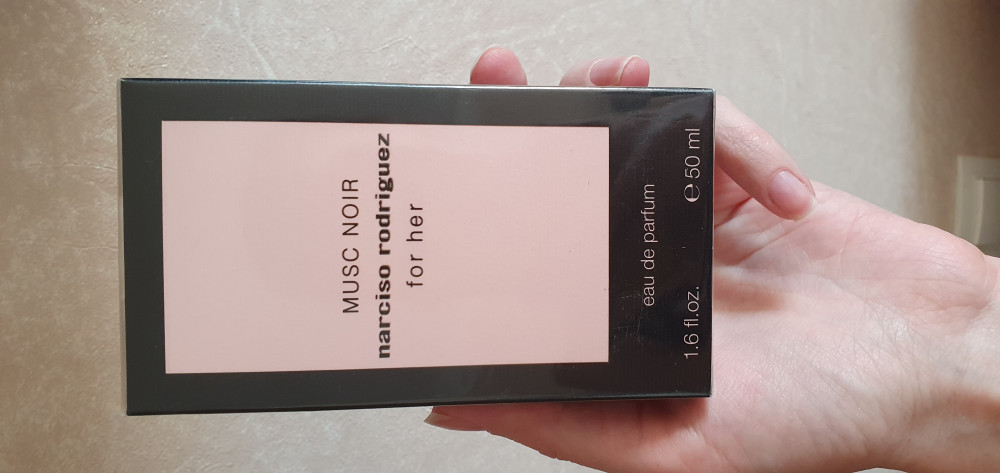 MUSC NOIR
narciso rodriguez
for her
eau de parfum
1.6 fl.oz. ℮ 50 ml